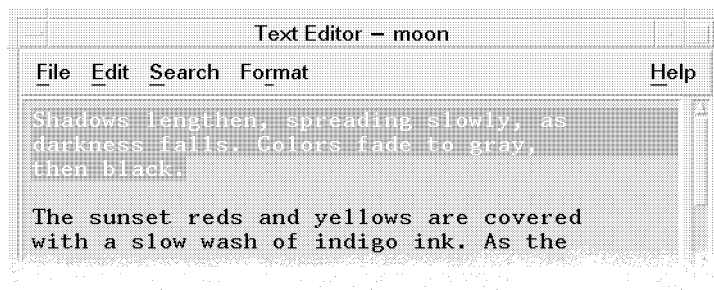 Text Editor – moon
File Edit Search Format Help
Shadows lengthen, spreading slowly, as
darkness falls. Colors fade to gray,
then black.
The sunset reds and yellows are covered
with a slow wash of indigo ink. As the